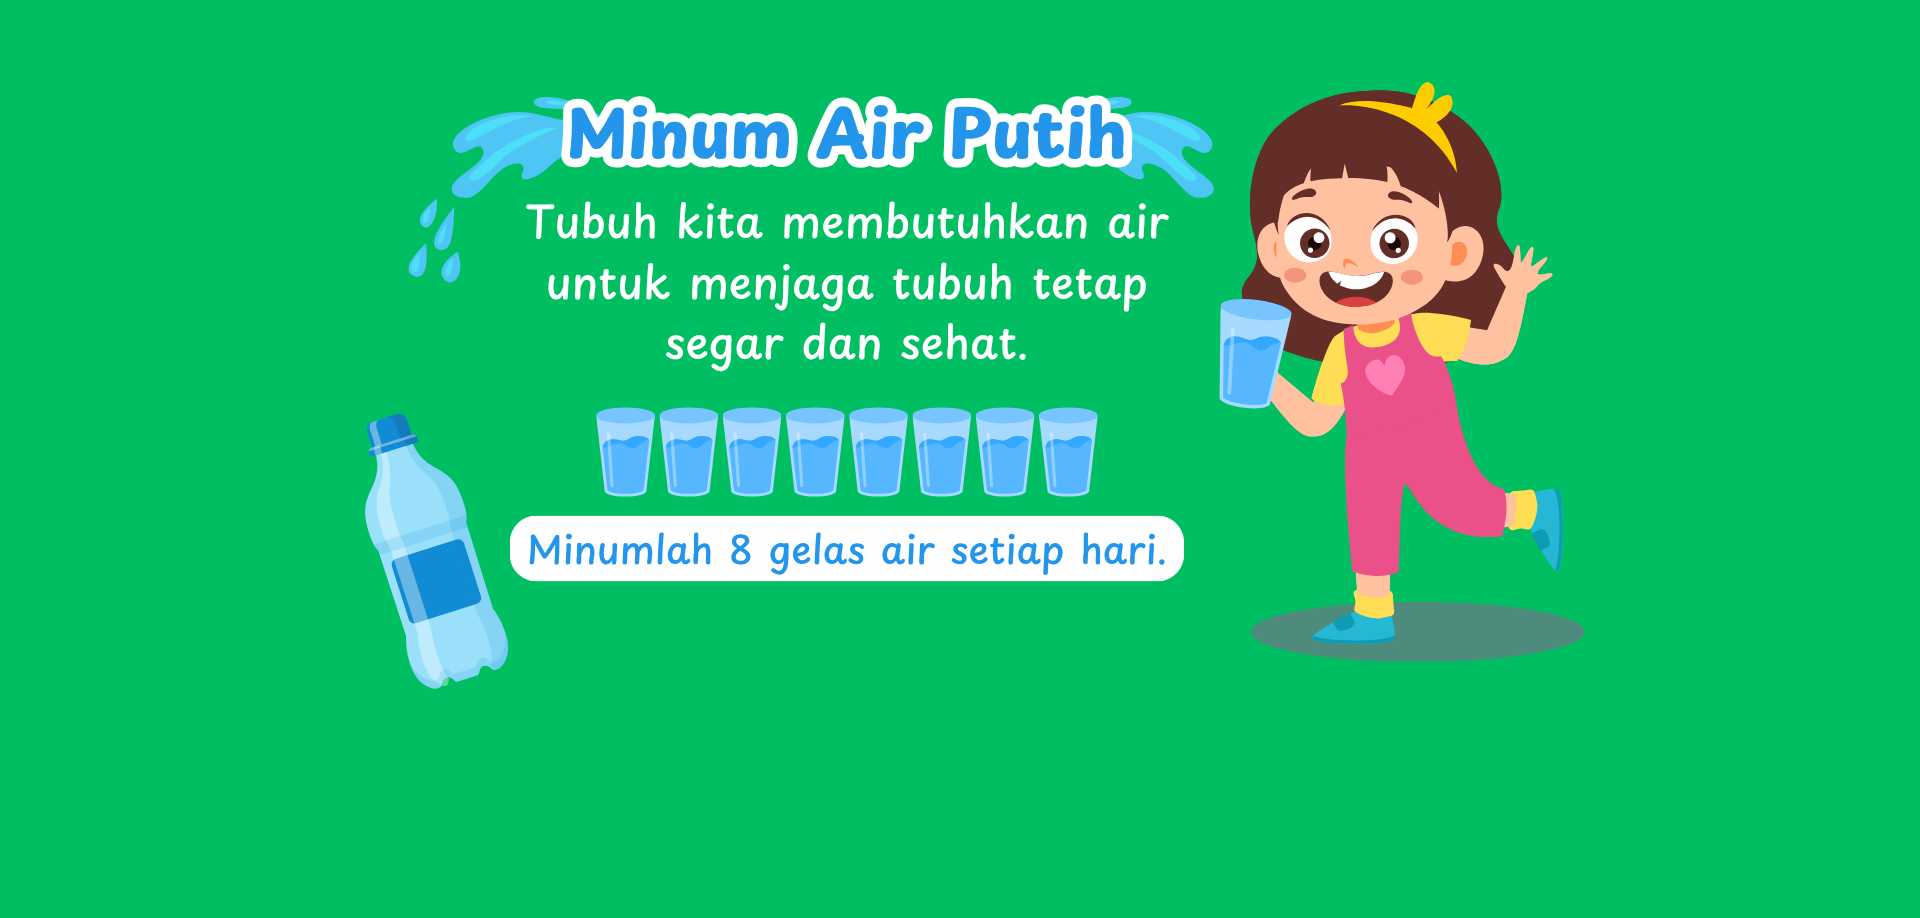 Minum Air Putih
Tubuh kita membutuhkan air
untuk menjaga tubuh tetap
segar dan sehat.
Minumlah 8 gelas air setiap hari.